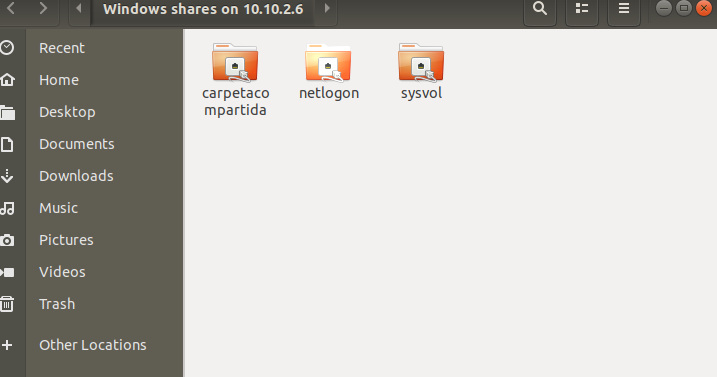 Windows shares on 10.10.2.6
Recent
Home
Desktop
Documents
Downloads
Music
Pictures
Videos
Trash
Other Locations
carpetaco
mpartida
netlogon
sysvol